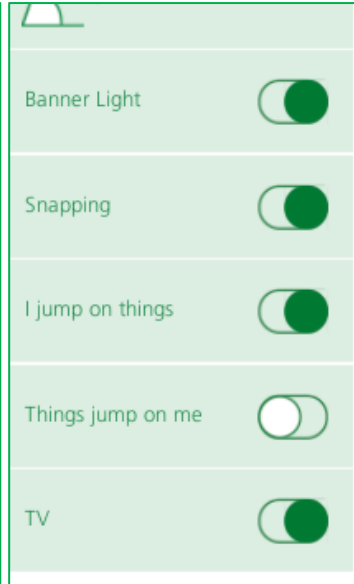 Banner Light
Snapping
I jump on things
Things jump on me
TV